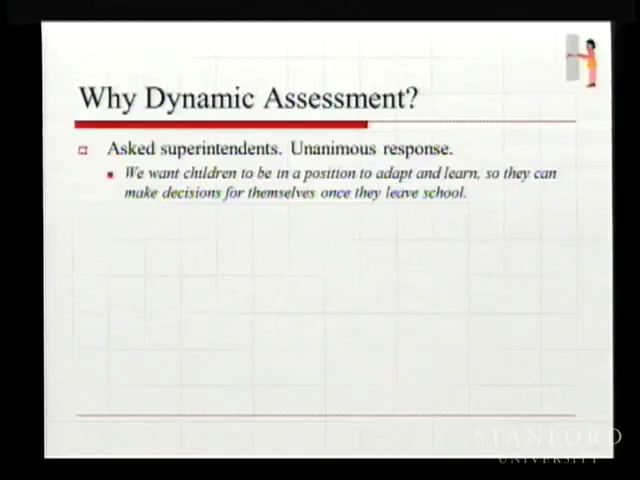 Why Dynamic Assessment?
Asked superintendents. Unanimous response.
We want children to be in a position to adapt and learn, so they can
make decisions for themselves once they leave school.
STANFORD
UNIVERSITY